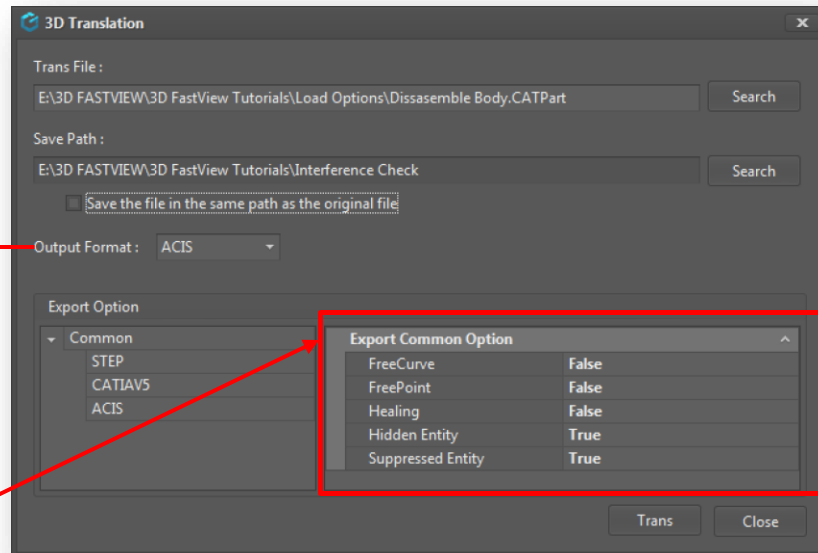 3D Translation
Trans File :
E:\3D FASTVIEW\3D FastView Tutorials\Load Options\Dissasemble Body.CATPart
Search
Save Path :
E:\3D FASTVIEW\3D FastView Tutorials\Interference Check
Search
Save the file in the same path as the original file
Output Format : ACIS
Export Option
Common
STEP
CATIAV5
ACIS
Export Common Option
FreeCurve False
FreePoint False
Healing False
Hidden Entity True
Suppressed Entity True
Trans Close